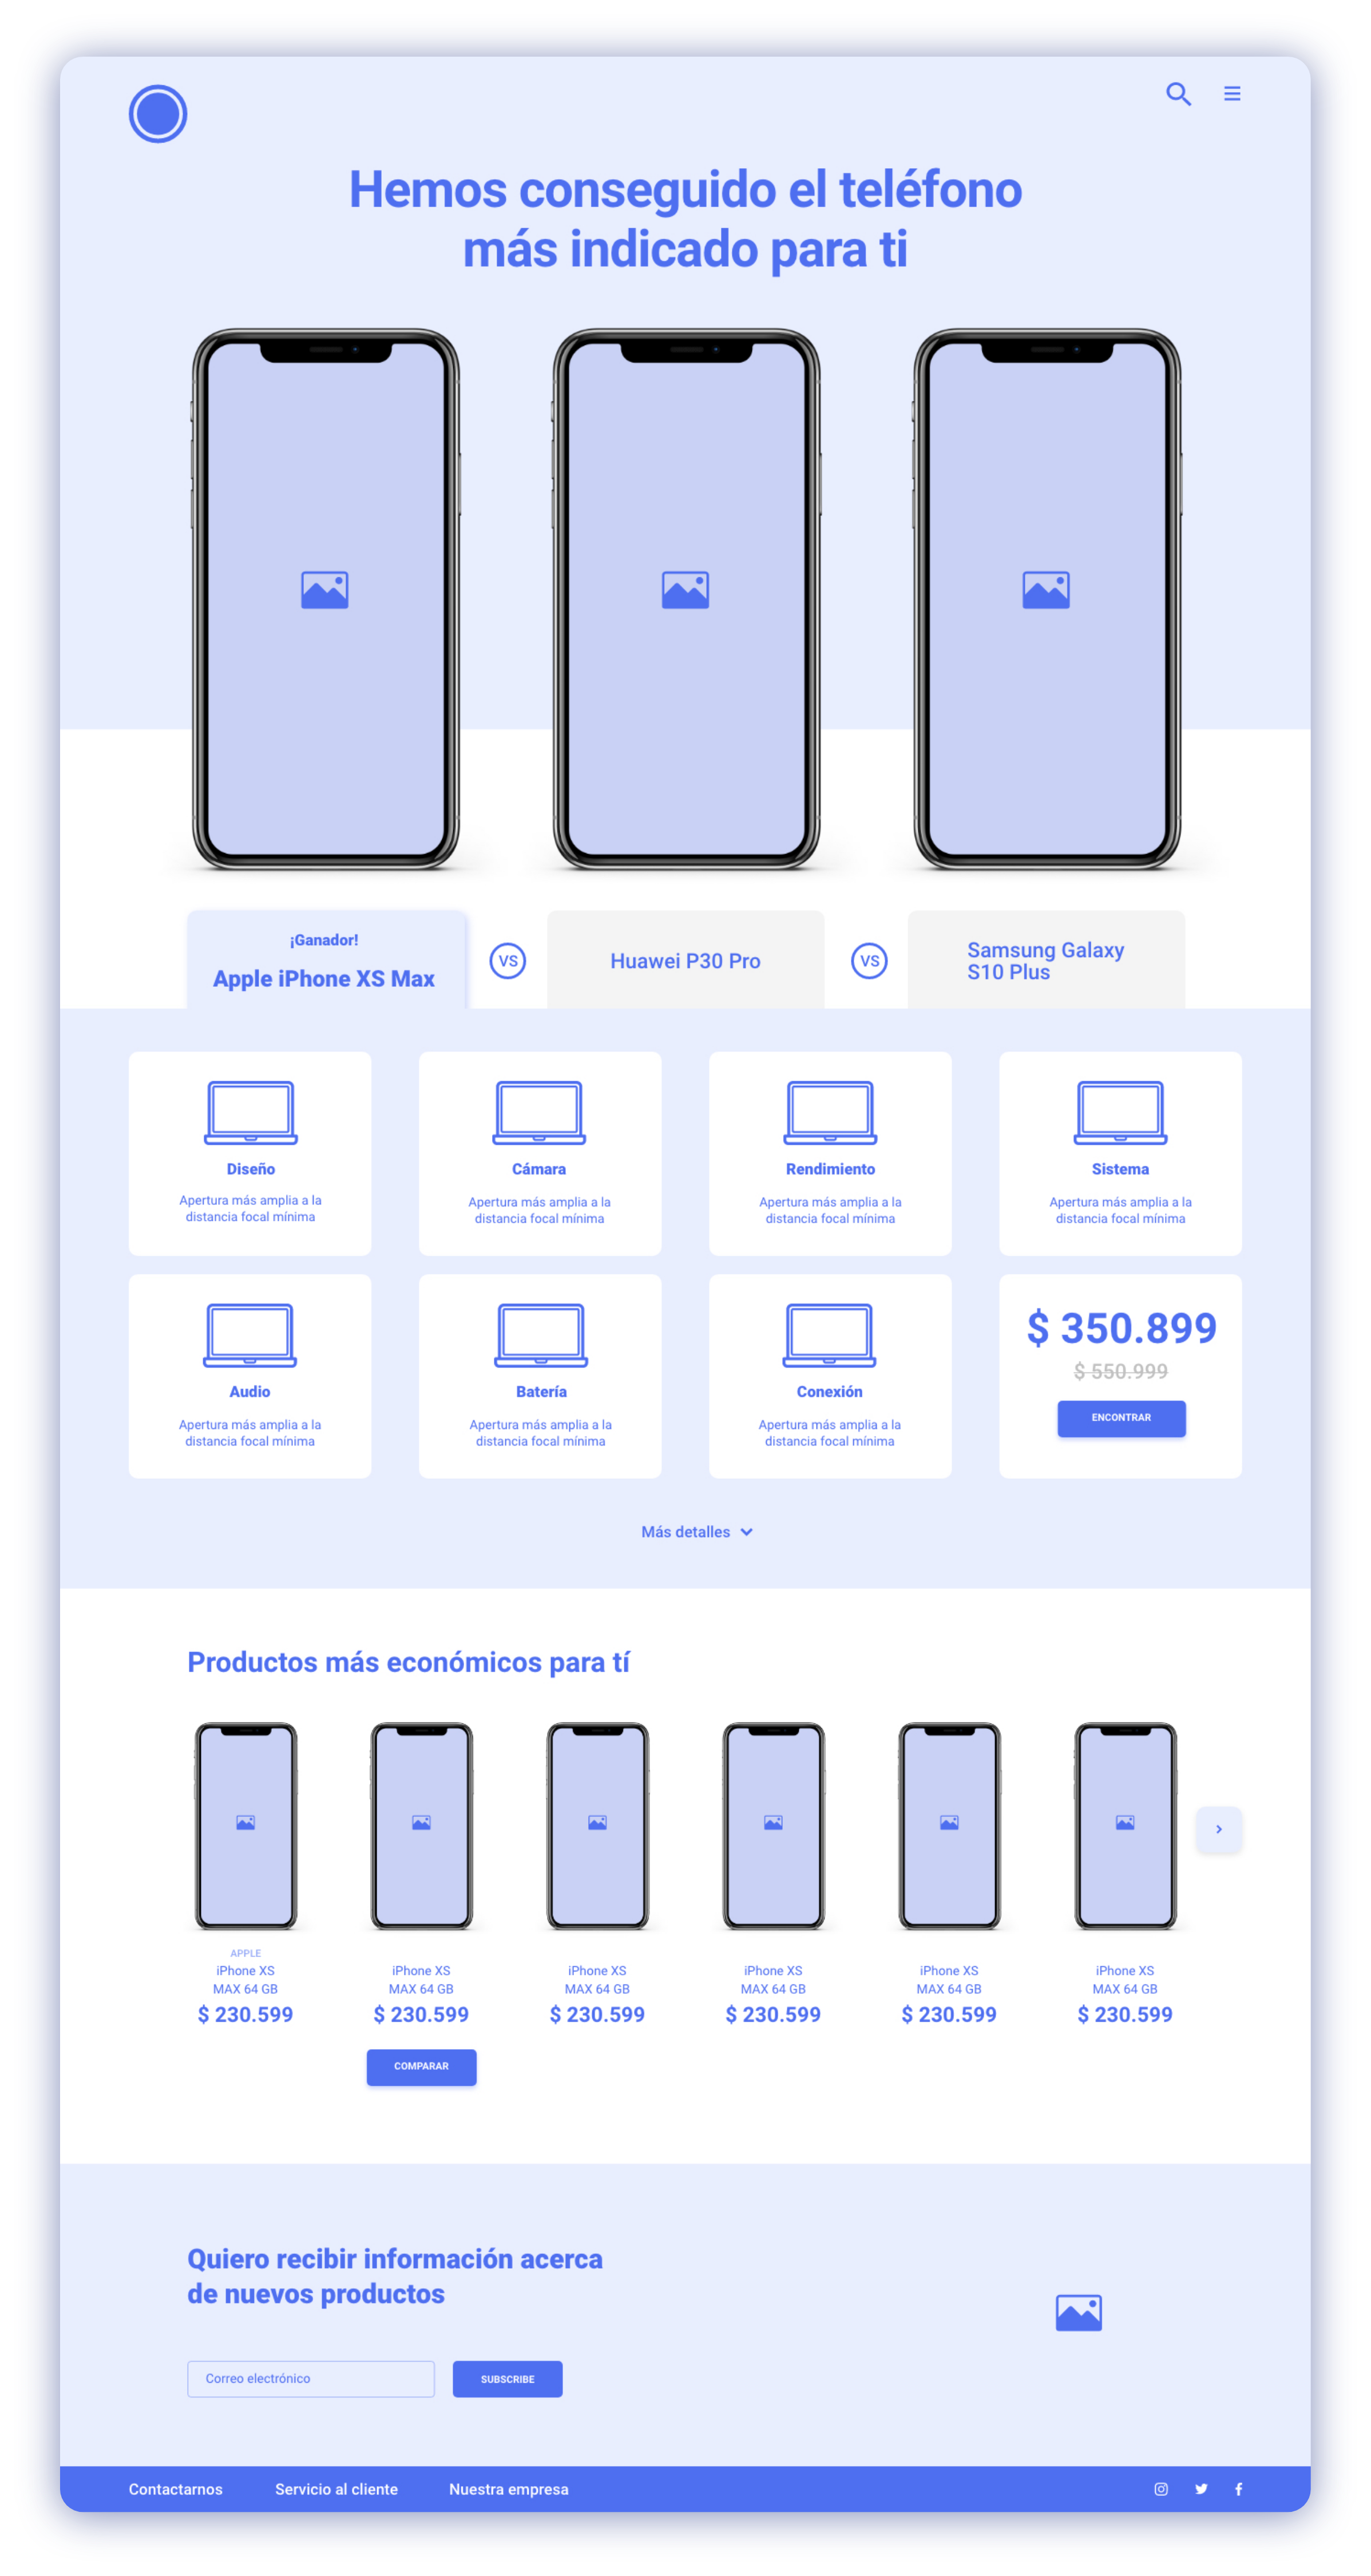 Hemos conseguido el teléfono
más indicado para ti
¡Ganador!
Apple iPhone XS Max
VS
Huawei P30 Pro
VS
Samsung Galaxy
S10 Plus
Diseño
Apertura más amplia a la
distancia focal mínima
Cámara
Apertura más amplia a la
distancia focal mínima
Rendimiento
Apertura más amplia a la
distancia focal mínima
Sistema
Apertura más amplia a la
distancia focal mínima
Audio
Apertura más amplia a la
distancia focal mínima
Batería
Apertura más amplia a la
distancia focal mínima
Conexión
Apertura más amplia a la
distancia focal mínima
$ 350.899
$ 550.999
ENCONTRAR
Más detalles
Productos más económicos para tí
APPLE
iPhone XS
MAX 64 GB
$ 230.599
iPhone XS
MAX 64 GB
$ 230.599
COMPARAR
iPhone XS
MAX 64 GB
$ 230.599
iPhone XS
MAX 64 GB
$ 230.599
iPhone XS
MAX 64 GB
$ 230.599
iPhone XS
MAX 64 GB
$ 230.599
Quiero recibir información acerca
de nuevos productos
Correo electrónico
SUBSCRIBE
Contactarnos
Servicio al cliente
Nuestra empresa